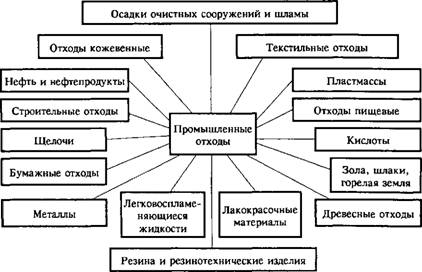 Осадки очистных сооружений и шламы
Отходы кожевенные
Текстильные отходы
Нефть и нефтепродукты
Пластмассы
Строительные отходы
Отходы пищевые
Промышленные
отходы
Щелочи
Кислоты
Бумажные отходы
Зола, шлаки,
горелая земля
Металлы
Легковоспламе-
няющиеся
жидкости
Лакокрасочные
материалы
Древесные отходы
Резина и резинотехнические изделия